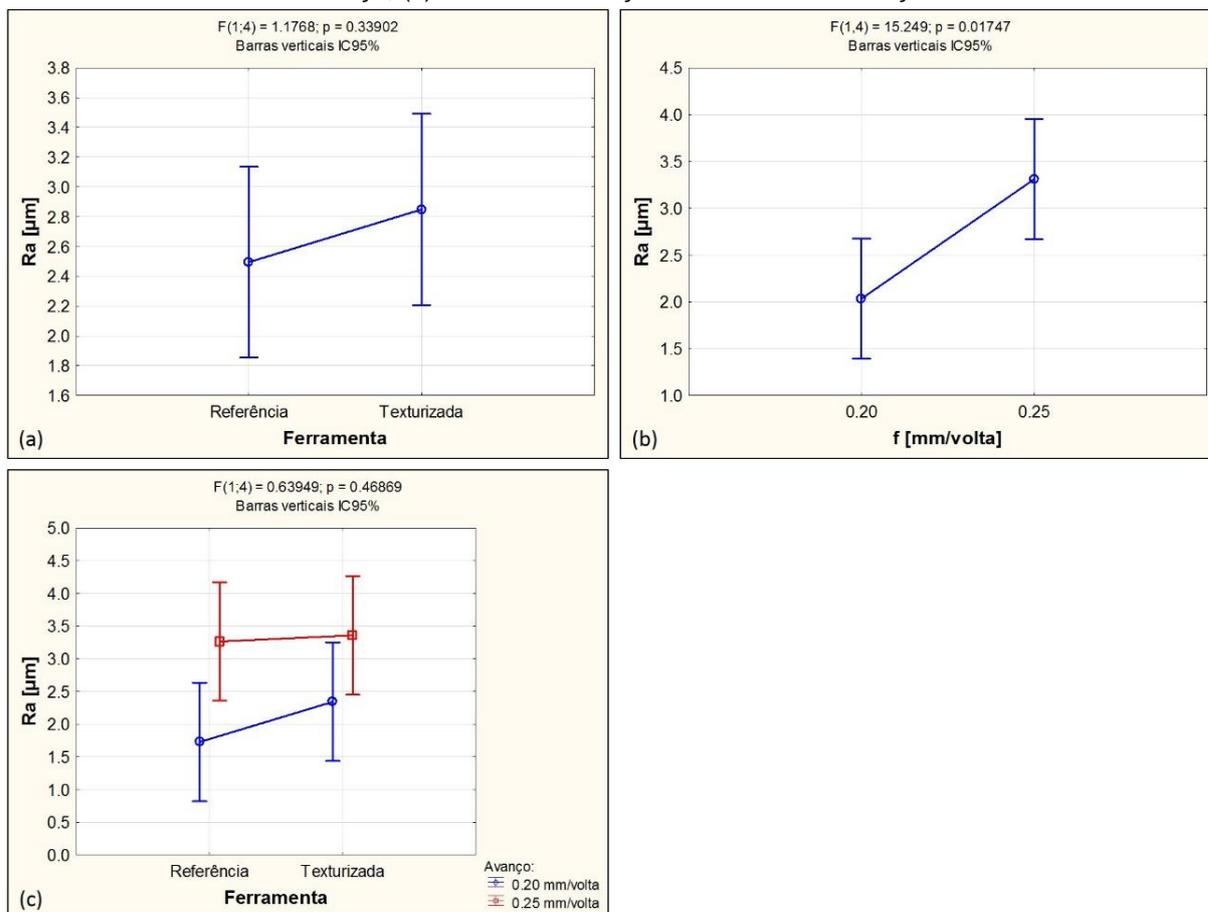 F(1;4) = 1.1768; p = 0.33902
Barras verticais IC95%
3.8
3.6
3.4
3.2
3.0
2.8
2.6
2.4
2.2
2.0
1.8
1.6
Ra [µm]
Referência Texturizada
(a) Ferramenta
F(1,4) = 15.249; p = 0.01747
Barras verticais IC95%
4.5
4.0
3.5
3.0
2.5
2.0
1.5
1.0
Ra [µm]
0.20 0.25
(b) f [mm/volta]
F(1;4) = 0.63949; p = 0.46869
Barras verticais IC95%
5.0
4.5
4.0
3.5
3.0
2.5
2.0
1.5
1.0
0.5
0.0
Ra [µm]
Referência Texturizada
(c) Ferramenta
Avanço:
0.20 mm/volta
0.25 mm/volta